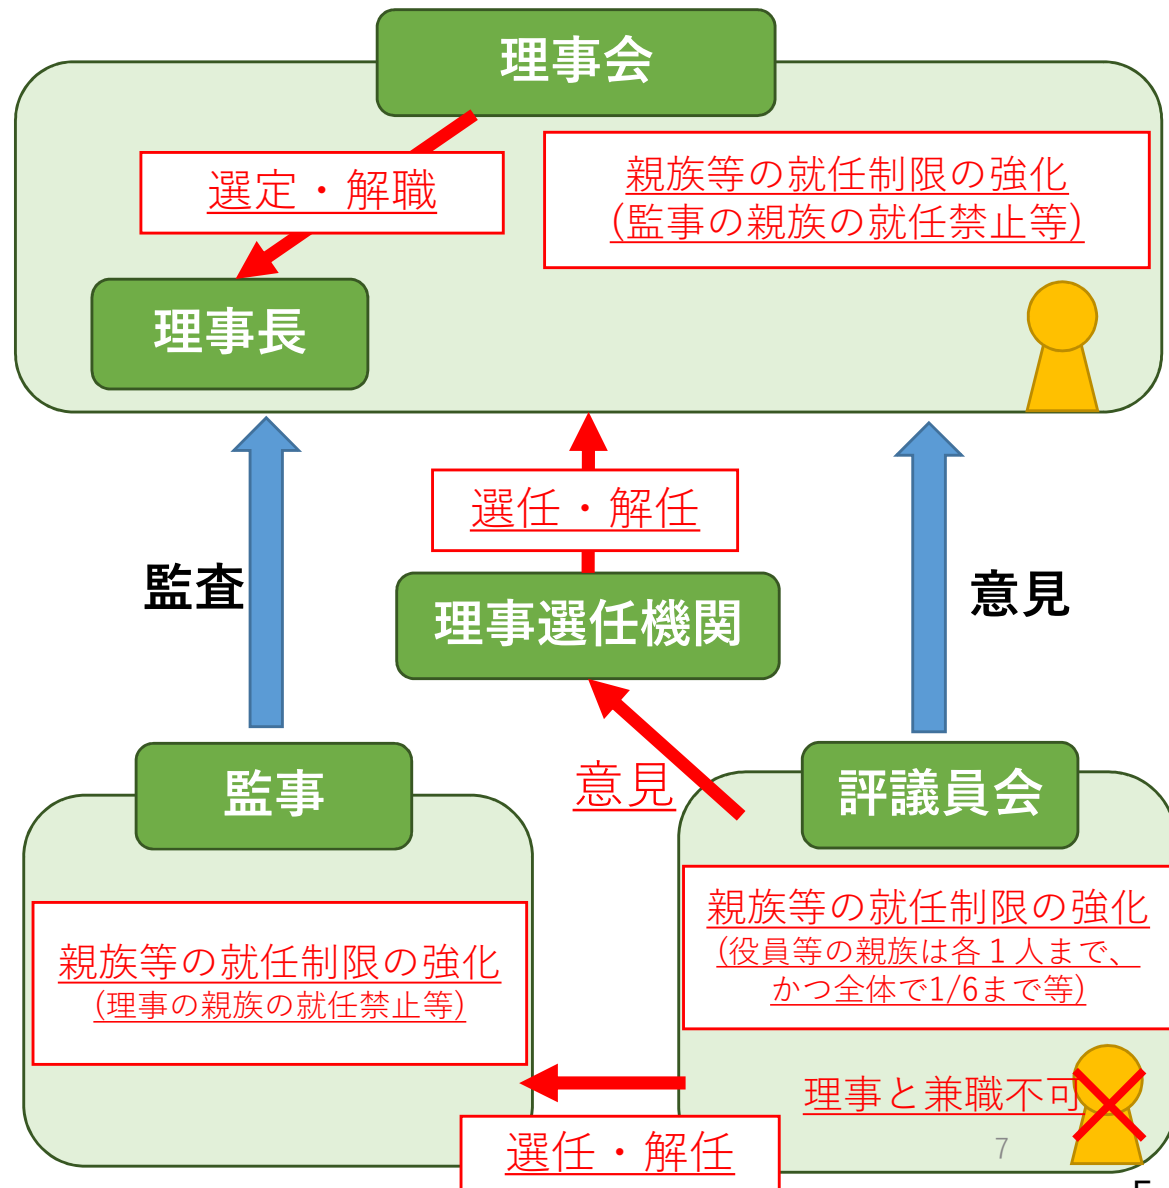 理事会
選定・解職
親族等の就任制限の強化
(監事の親族の就任禁止等)
理事長
選任・解任
監査
意見
理事選任機関
監事
意見
評議員会
親族等の就任制限の強化
(理事の親族の就任禁止等)
親族等の就任制限の強化
(役員等の親族は各１人まで、
かつ全体で1/6まで等)
理事と兼職不可
選任・解任
7